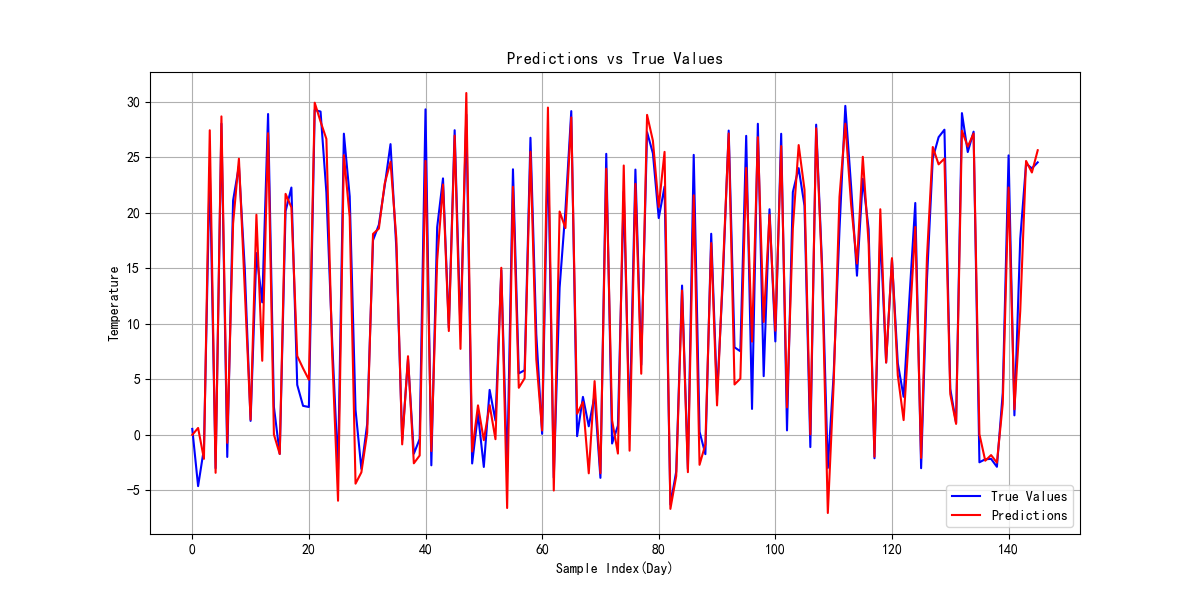 Predictions vs True Values
Temperature
30
25
20
15
10
5
0
−5
0 20 40 60 80 100 120 140
Sample Index(Day)
True Values
Predictions